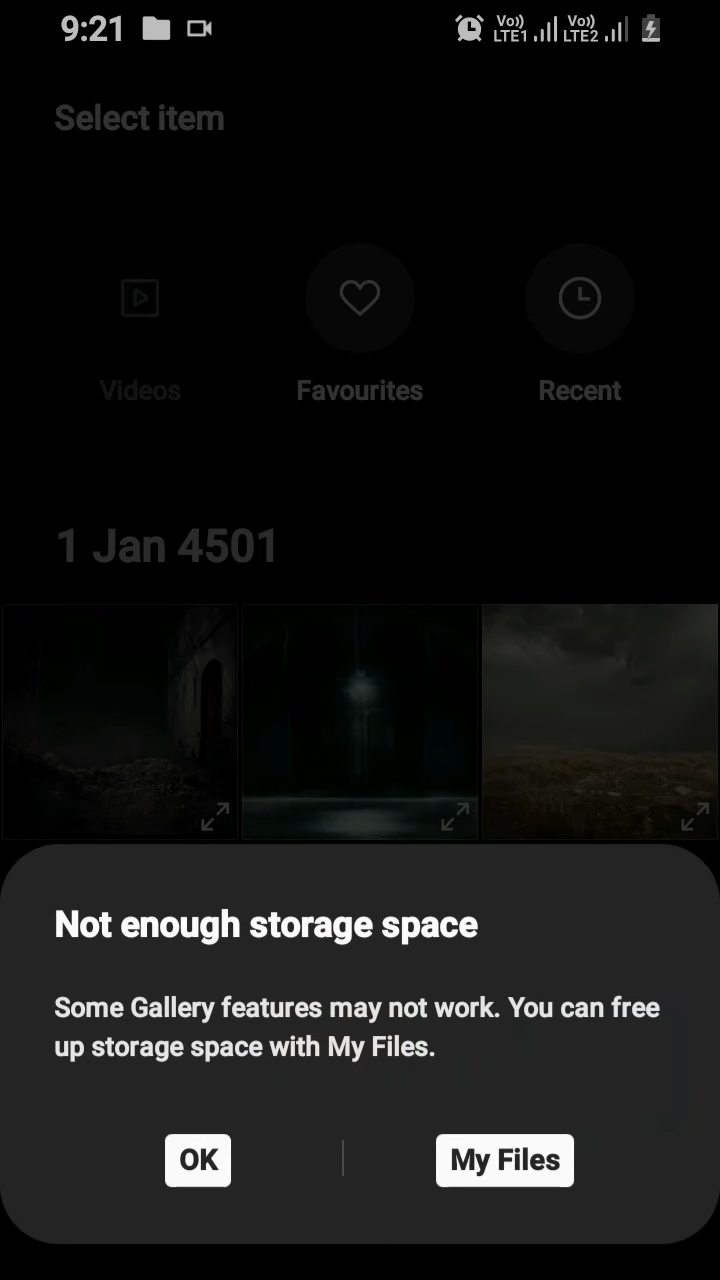 9:21
Vo)) LTE1 Vo)) LTE2
Select item
Videos Favourites Recent
1 Jan 4501
Not enough storage space
Some Gallery features may not work. You can free
up storage space with My Files.
OK My Files